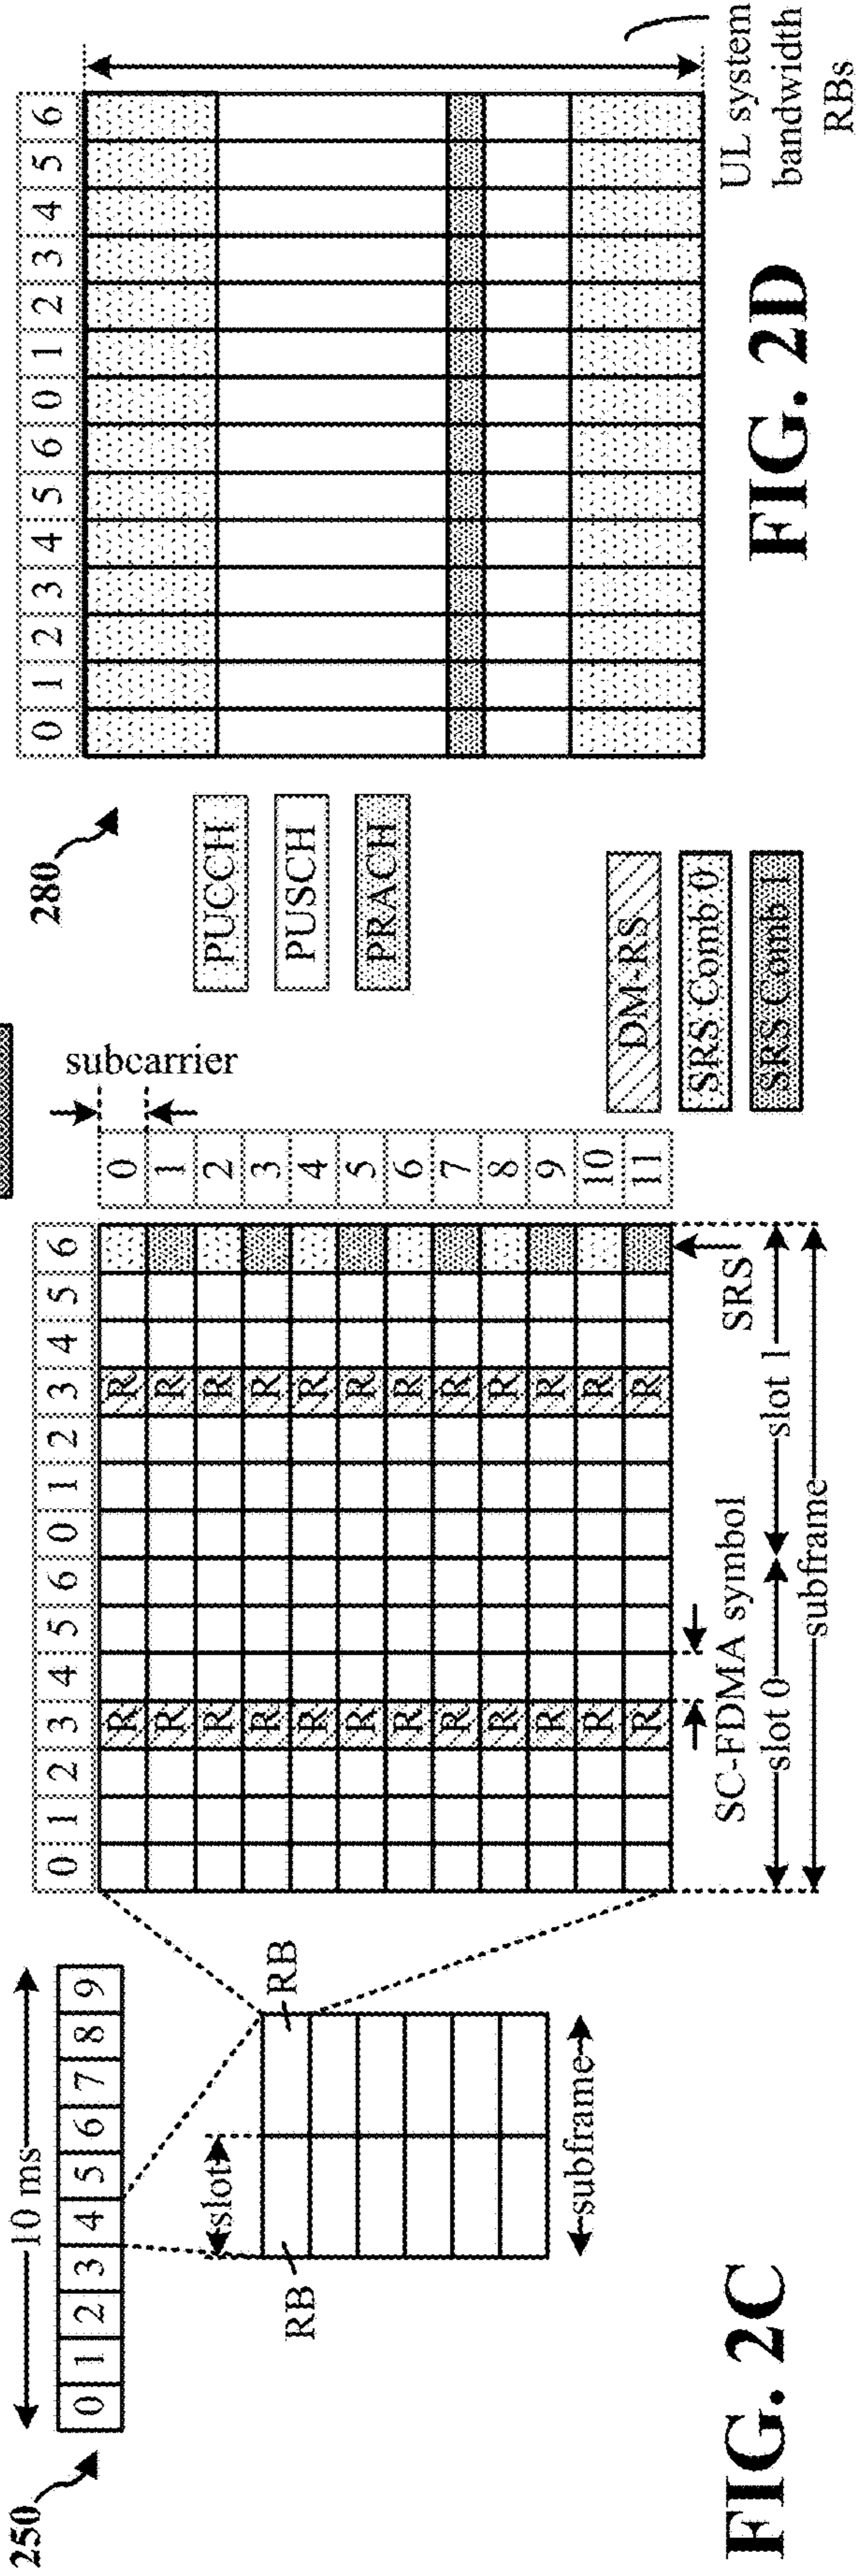 250
10 ms
0 1 2 3 4 5 6 7 8 9
RB
slot
RB
subframe
FIG. 2C
0 1 2 3 4 5 6 0 1 2 3 4 5 6
subcarrier
R R 0
R R 1
R R 2
R R 3
R R 4
R R 5
R R 6
R R 7
R R 8
R R 9
R R 10
R R 11
SC-FDMA symbol
SRS
slot 0
slot 1
subframe
DM-RS
SRS Comb 0
SRS Comb 1
280
PUCCH
PUSCH
PRACH
0 1 2 3 4 5 6 0 1 2 3 4 5 6
UL system
bandwidth
RBs
FIG. 2D